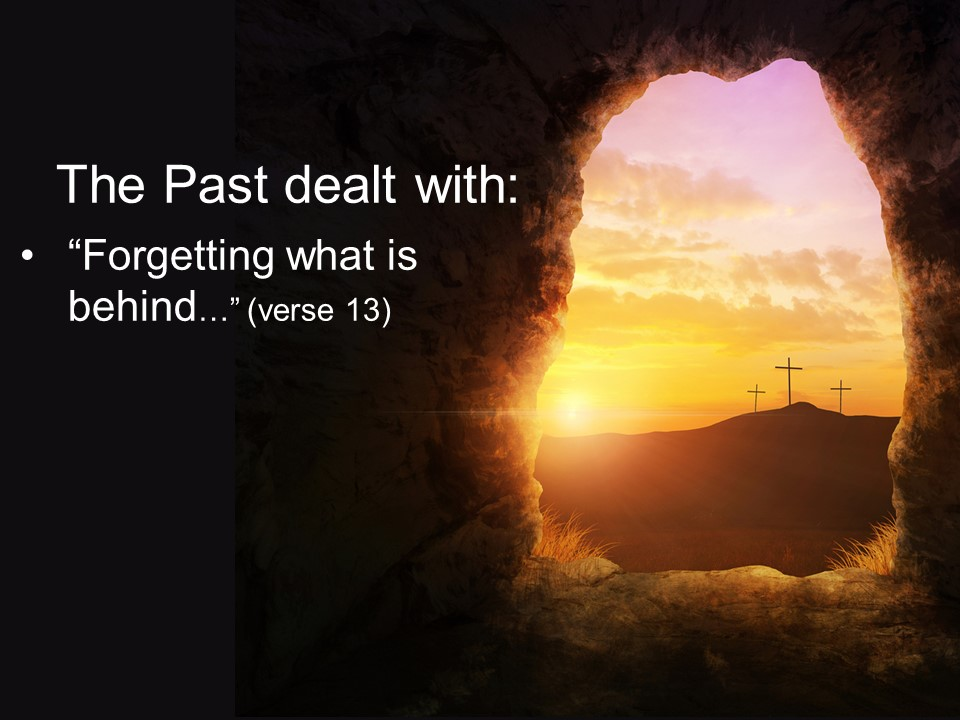 The Past dealt with:
• “Forgetting what is
behind…” (verse 13)